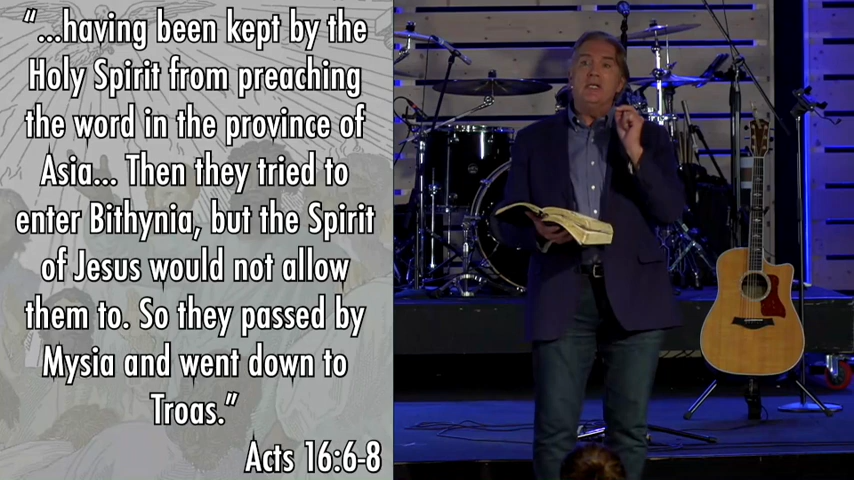 “...having been kept by the
Holy Spirit from preaching
the word in the province of
Asia... Then they tried to
enter Bithynia, but the Spirit
of Jesus would not allow
them to. So they passed by
Mysia and went down to
Troas.”
Acts 16:6-8